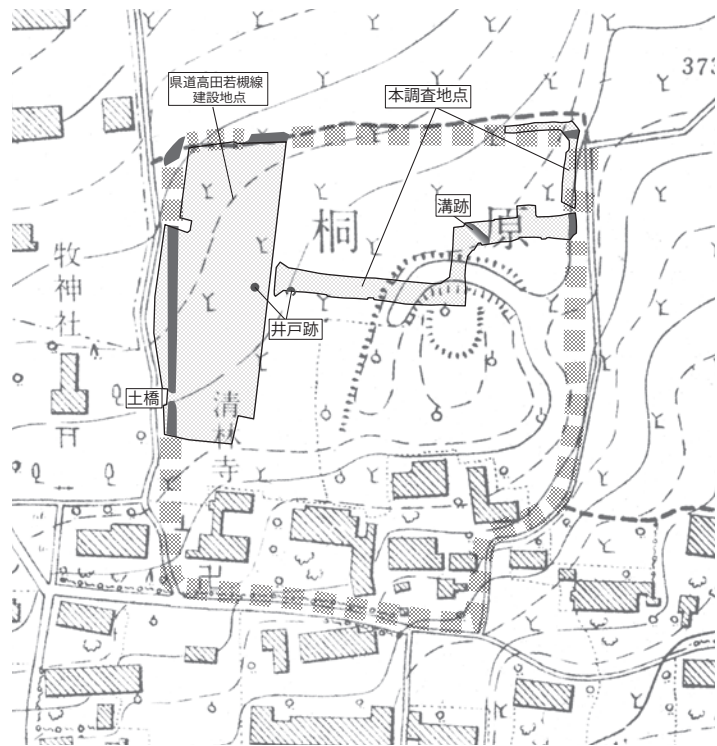 県道高田若槻線
建設地点
本調査地点
373
溝跡
桐原
牧神社
井戸跡
土橋
清林寺
卍